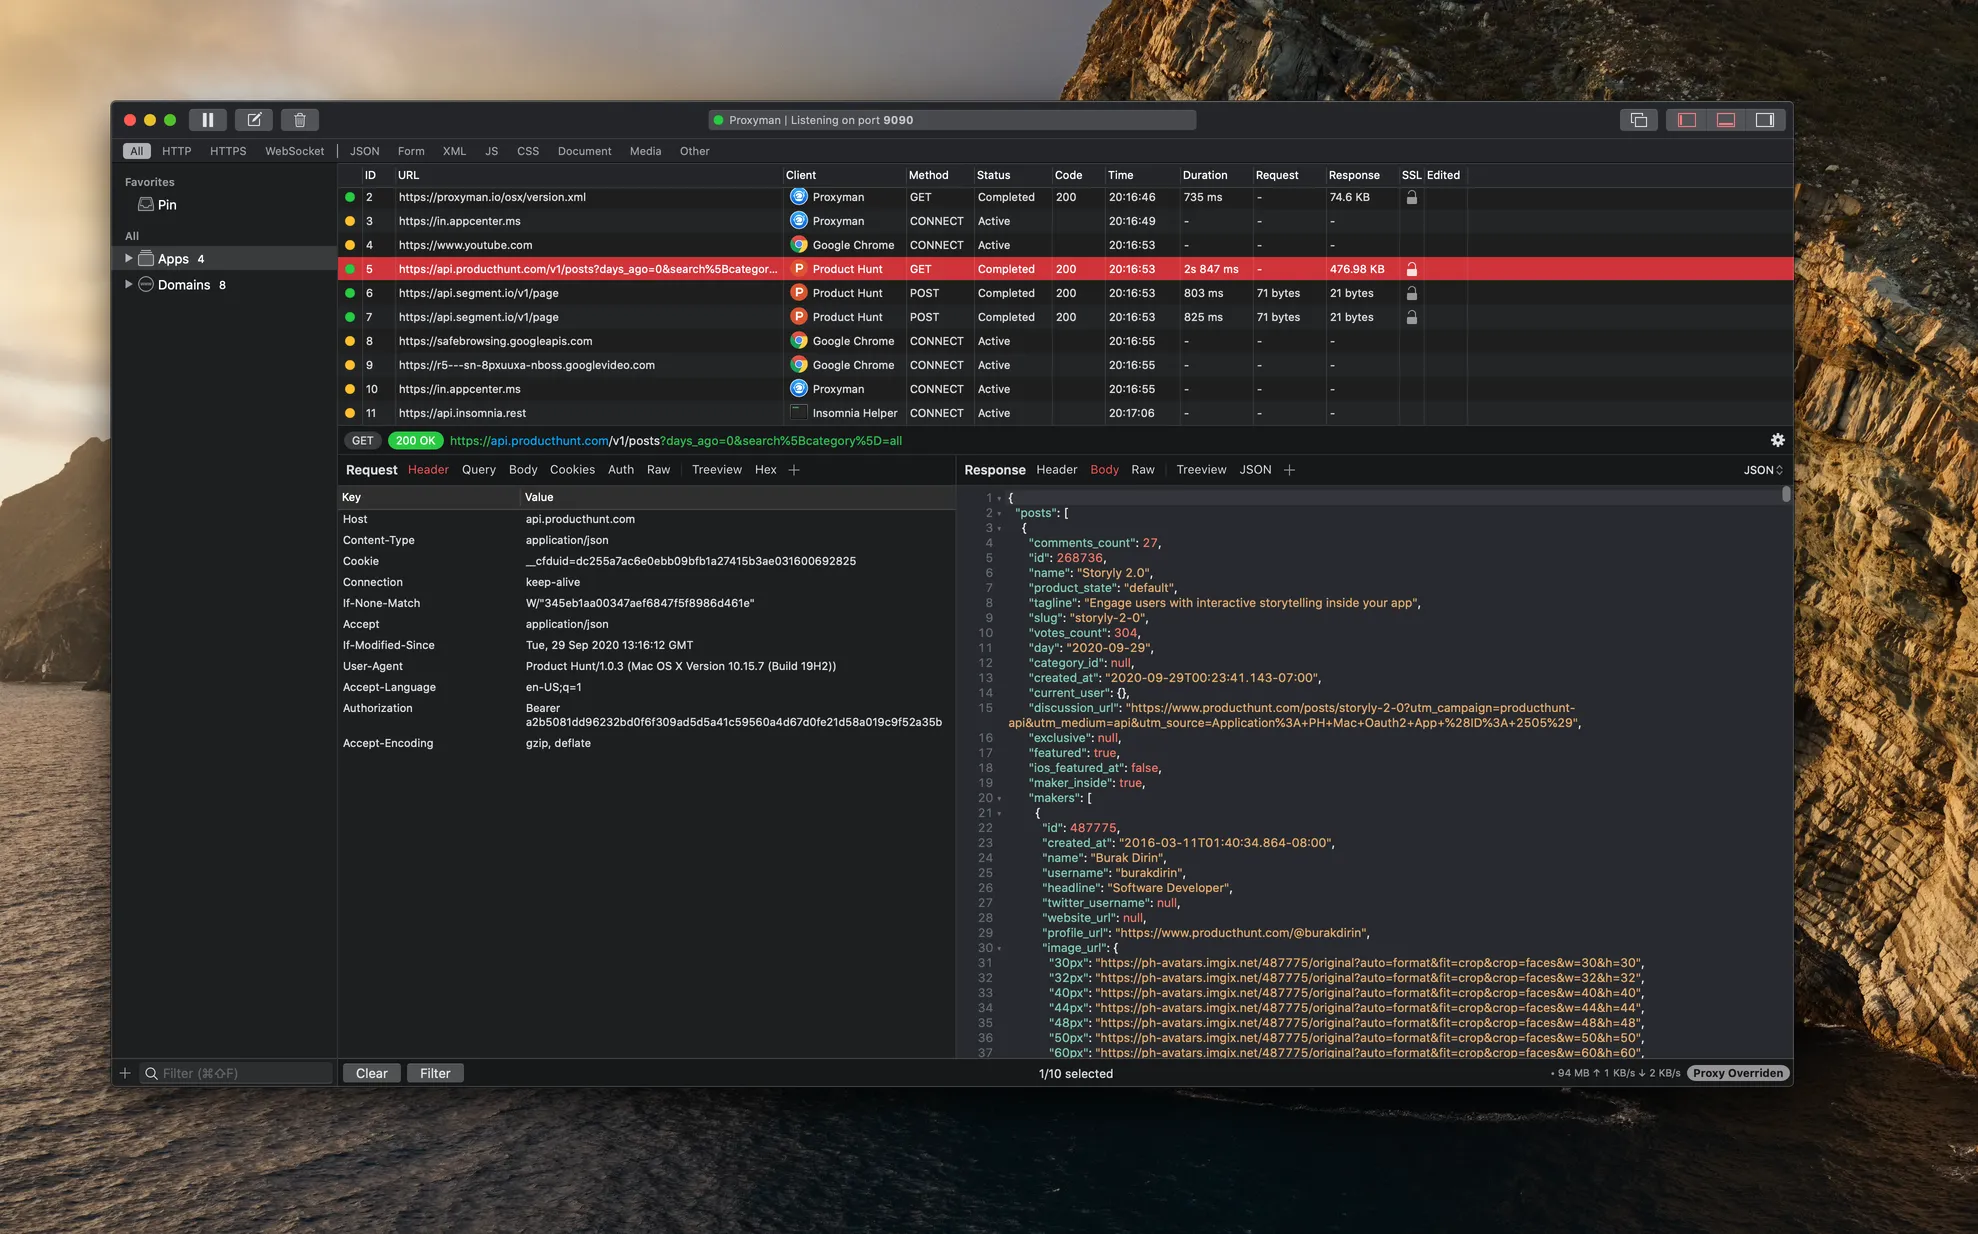 Proxyman | Listening on port 9090
All HTTP HTTPS WebSocket JSON Form XML JS CSS Document Media Other
Favorites
Pin
All
Apps 4
Domains 8
ID URL Client Method Status Code Time Duration Request Response SSL Edited
2 https://proxyman.io/osx/version.xml Proxyman GET Completed 200 20:16:46 735 ms - 74.6 KB
3 https://in.appcenter.ms Proxyman CONNECT Active 20:16:49 - - -
4 https://www.youtube.com Google Chrome CONNECT Active 20:16:53 - - -
5 https://api.producthunt.com/v1/posts?days_ago=0&search%5Bcategor... P Product Hunt GET Completed 200 20:16:53 2s 847 ms - 476.98 KB
6 https://api.segment.io/v1/page P Product Hunt POST Completed 200 20:16:53 803 ms 71 bytes 21 bytes
7 https://api.segment.io/v1/page P Product Hunt POST Completed 200 20:16:53 825 ms 71 bytes 21 bytes
8 https://safebrowsing.googleapis.com Google Chrome CONNECT Active 20:16:55 - - -
9 https://r5---sn-8pxuuxa-nboss.googlevideo.com Google Chrome CONNECT Active 20:16:55 - - -
10 https://in.appcenter.ms Proxyman CONNECT Active 20:16:55 - - -
11 https://api.insomnia.rest Insomnia Helper CONNECT Active 20:17:06 - - -
GET 200 OK https://api.producthunt.com/v1/posts?days_ago=0&search%5Bcategory%5D=all
Request Header Query Body Cookies Auth Raw Treeview Hex +
Key Value
Host api.producthunt.com
Content-Type application/json
Cookie __cfduid=dc255a7ac6e0ebb09bfb1a27415b3ae031600692825
Connection keep-alive
If-None-Match W/"345eb1aa00347aef6847f5f8986d461e"
Accept application/json
If-Modified-Since Tue, 29 Sep 2020 13:16:12 GMT
User-Agent Product Hunt/1.0.3 (Mac OS X Version 10.15.7 (Build 19H2))
Accept-Language en-US;q=1
Authorization Bearer
a2b5081dd96232bd0f6f309ad5d5a41c59560a4d67d0fe21d58a019c9f52a35b
Accept-Encoding gzip, deflate
Response Header Body Raw Treeview JSON + JSON
1 {
2 "posts": [
3 {
4 "comments_count": 27,
5 "id": 268736,
6 "name": "Storyly 2.0",
7 "product_state": "default",
8 "tagline": "Engage users with interactive storytelling inside your app",
9 "slug": "storyly-2-0",
10 "votes_count": 304,
11 "day": "2020-09-29",
12 "category_id": null,
13 "created_at": "2020-09-29T00:23:41.143-07:00",
14 "current_user": {},
15 "discussion_url": "https://www.producthunt.com/posts/storyly-2-0?utm_campaign=producthunt-
api&utm_medium=api&utm_source=Application%3A+PH+Mac+Oauth2+App+%28ID%3A+2505%29",
16 "exclusive": null,
17 "featured": true,
18 "ios_featured_at": false,
19 "maker_inside": true,
20 "makers": [
21 {
22 "id": 487775,
23 "created_at": "2016-03-11T01:40:34.864-08:00",
24 "name": "Burak Dirin",
25 "username": "burakdirin",
26 "headline": "Software Developer",
27 "twitter_username": null,
28 "website_url": null,
29 "profile_url": "https://www.producthunt.com/@burakdirin",
30 "image_url": {
31 "30px": "https://ph-avatars.imgix.net/487775/original?auto=format&fit=crop&crop=faces&w=30&h=30",
32 "32px": "https://ph-avatars.imgix.net/487775/original?auto=format&fit=crop&crop=faces&w=32&h=32",
33 "40px": "https://ph-avatars.imgix.net/487775/original?auto=format&fit=crop&crop=faces&w=40&h=40",
34 "44px": "https://ph-avatars.imgix.net/487775/original?auto=format&fit=crop&crop=faces&w=44&h=44",
35 "48px": "https://ph-avatars.imgix.net/487775/original?auto=format&fit=crop&crop=faces&w=48&h=48",
36 "50px": "https://ph-avatars.imgix.net/487775/original?auto=format&fit=crop&crop=faces&w=50&h=50",
37 "60px": "https://ph-avatars.imgix.net/487775/original?auto=format&fit=crop&crop=faces&w=60&h=60",
+ Filter (⌘⇧F) Clear Filter 1/10 selected • 94 MB ↑ 1 KB/s ↓ 2 KB/s Proxy Overriden